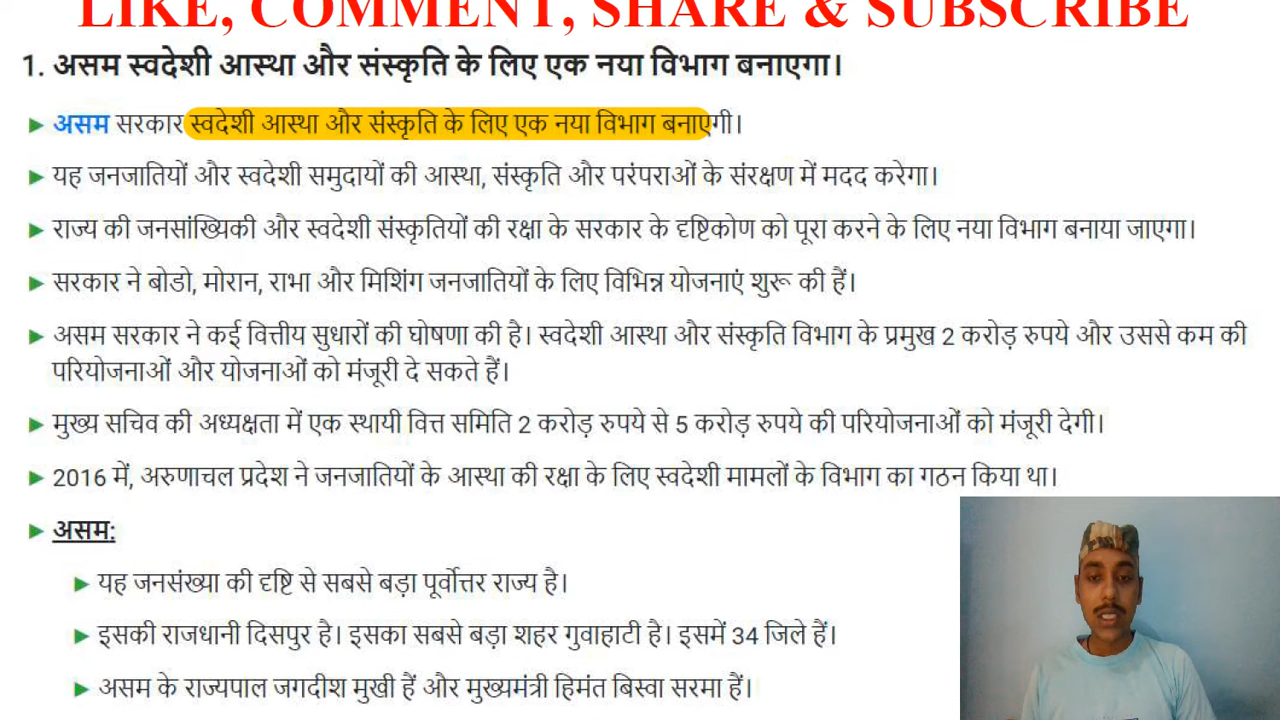 LIKE, COMMENT, SHARE & SUBSCRIBE
1. असम स्वदेशी आस्था और संस्कृति के लिए एक नया विभाग बनाएगा।
► असम सरकार स्वदेशी आस्था और संस्कृति के लिए एक नया विभाग बनाएगी।
► यह जनजातियों और स्वदेशी समुदायों की आस्था, संस्कृति और परंपराओं के संरक्षण में मदद करेगा।
► राज्य की जनसांख्यिकी और स्वदेशी संस्कृतियों की रक्षा के सरकार के दृष्टिकोण को पूरा करने के लिए नया विभाग बनाया जाएगा।
► सरकार ने बोडो, मोरान, राभा और मिशिंग जनजातियों के लिए विभिन्न योजनाएं शुरू की हैं।
► असम सरकार ने कई वित्तीय सुधारों की घोषणा की है। स्वदेशी आस्था और संस्कृति विभाग के प्रमुख 2 करोड़ रुपये और उससे कम की
परियोजनाओं और योजनाओं को मंजूरी दे सकते हैं।
► मुख्य सचिव की अध्यक्षता में एक स्थायी वित्त समिति 2 करोड़ रुपये से 5 करोड़ रुपये की परियोजनाओं को मंजूरी देगी।
► 2016 में, अरुणाचल प्रदेश ने जनजातियों के आस्था की रक्षा के लिए स्वदेशी मामलों के विभाग का गठन किया था।
► असम:
► यह जनसंख्या की दृष्टि से सबसे बड़ा पूर्वोत्तर राज्य है।
► इसकी राजधानी दिसपुर है। इसका सबसे बड़ा शहर गुवाहाटी है। इसमें 34 जिले हैं।
► असम के राज्यपाल जगदीश मुखी हैं और मुख्यमंत्री हिमंत बिस्वा सरमा हैं।